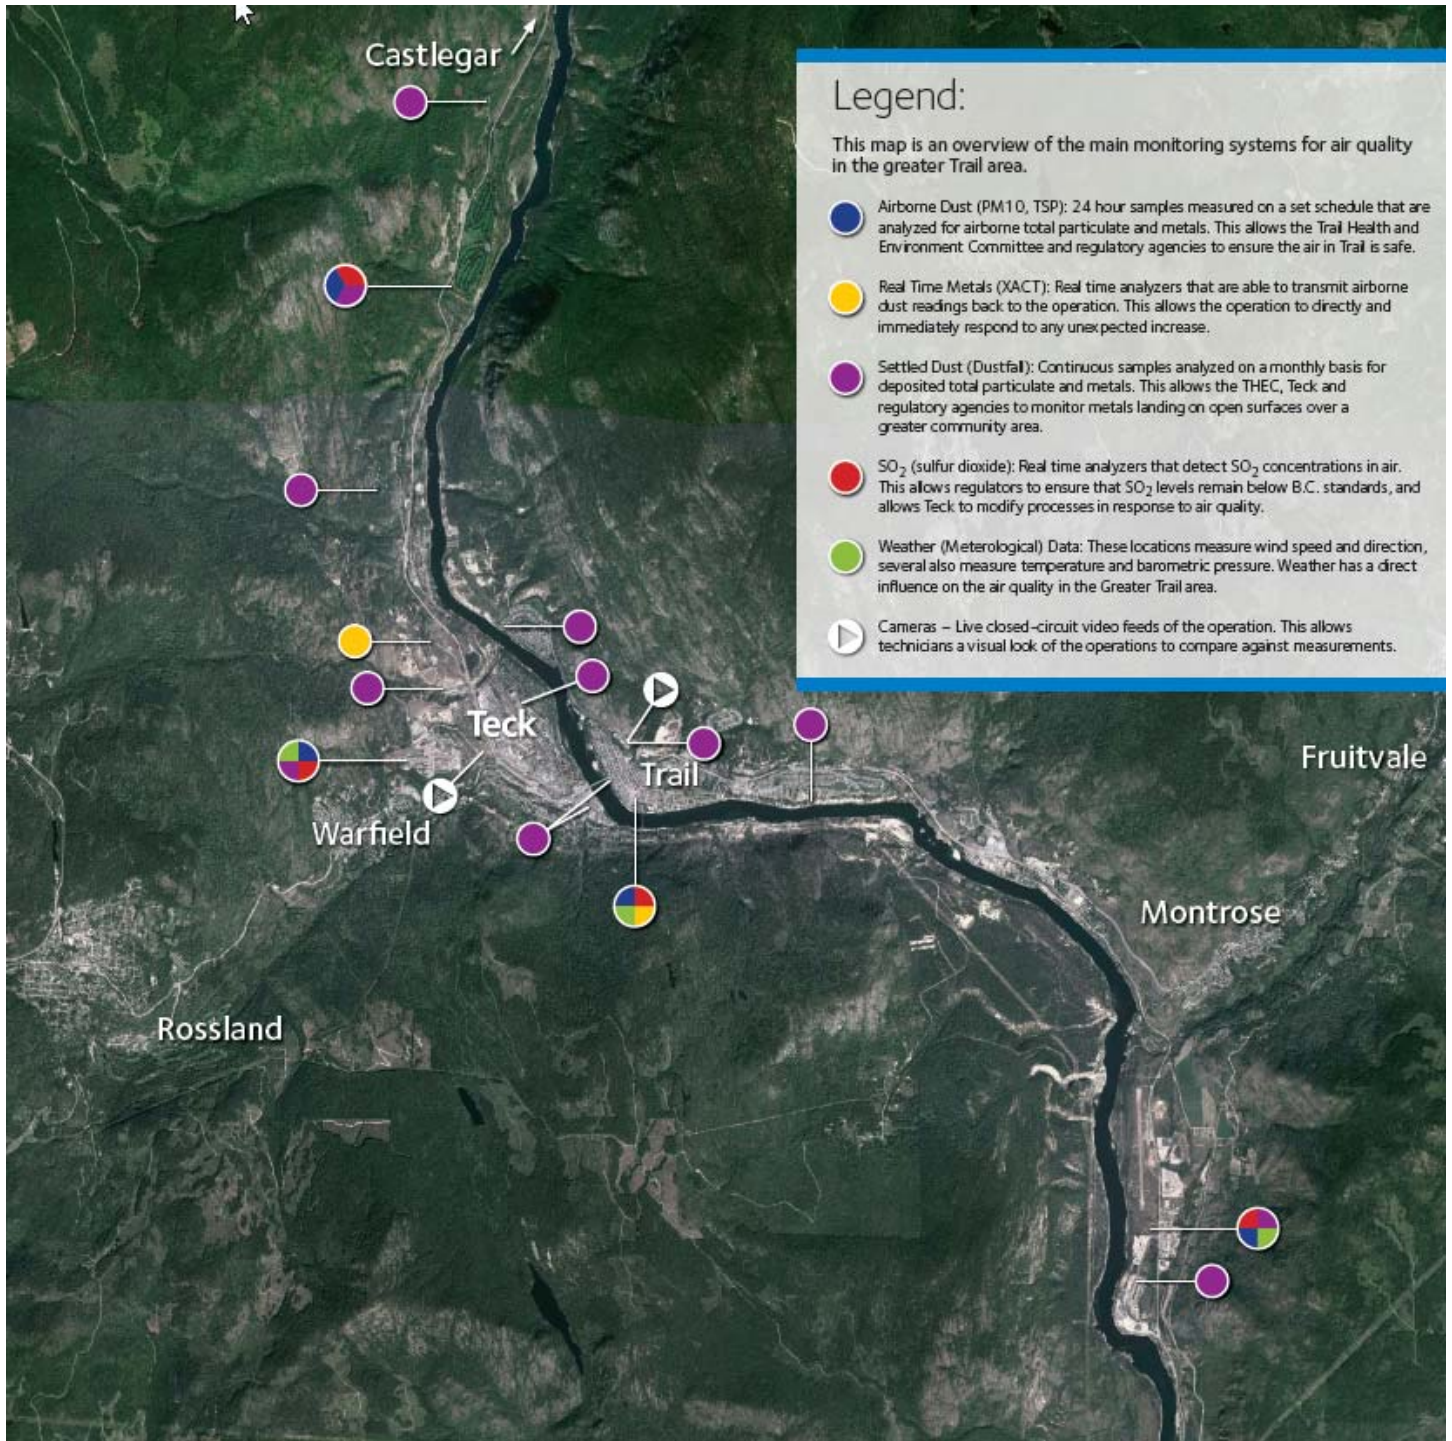 Castlegar
Legend:
This map is an overview of the main monitoring systems for air quality
in the greater Trail area.
Airborne Dust (PM10, TSP): 24 hour samples measured on a set schedule that are
analyzed for airborne total particulate and metals. This allows the Trail Health and
Environment Committee and regulatory agencies to ensure the air in Trail is safe.
Real Time Metals (XACT): Real time analyzers that are able to transmit airborne
dust readings back to the operation. This allows the operation to directly and
immediately respond to any unexpected increase.
Settled Dust (Dustfall): Continuous samples analyzed on a monthly basis for
deposited total particulate and metals. This allows the THEC, Teck and
regulatory agencies to monitor metals landing on open surfaces over a
greater community area.
SO2 (sulfur dioxide): Real time analyzers that detect SO2 concentrations in air.
This allows regulators to ensure that SO2 levels remain below B.C. standards, and
allows Teck to modify processes in response to air quality.
Weather (Meterological) Data: These locations measure wind speed and direction,
several also measure temperature and barometric pressure. Weather has a direct
influence on the air quality in the Greater Trail area.
Cameras – Live closed-circuit video feeds of the operation. This allows
technicians a visual look of the operations to compare against measurements.
Teck
Trail
Fruitvale
Warfield
Montrose
Rossland